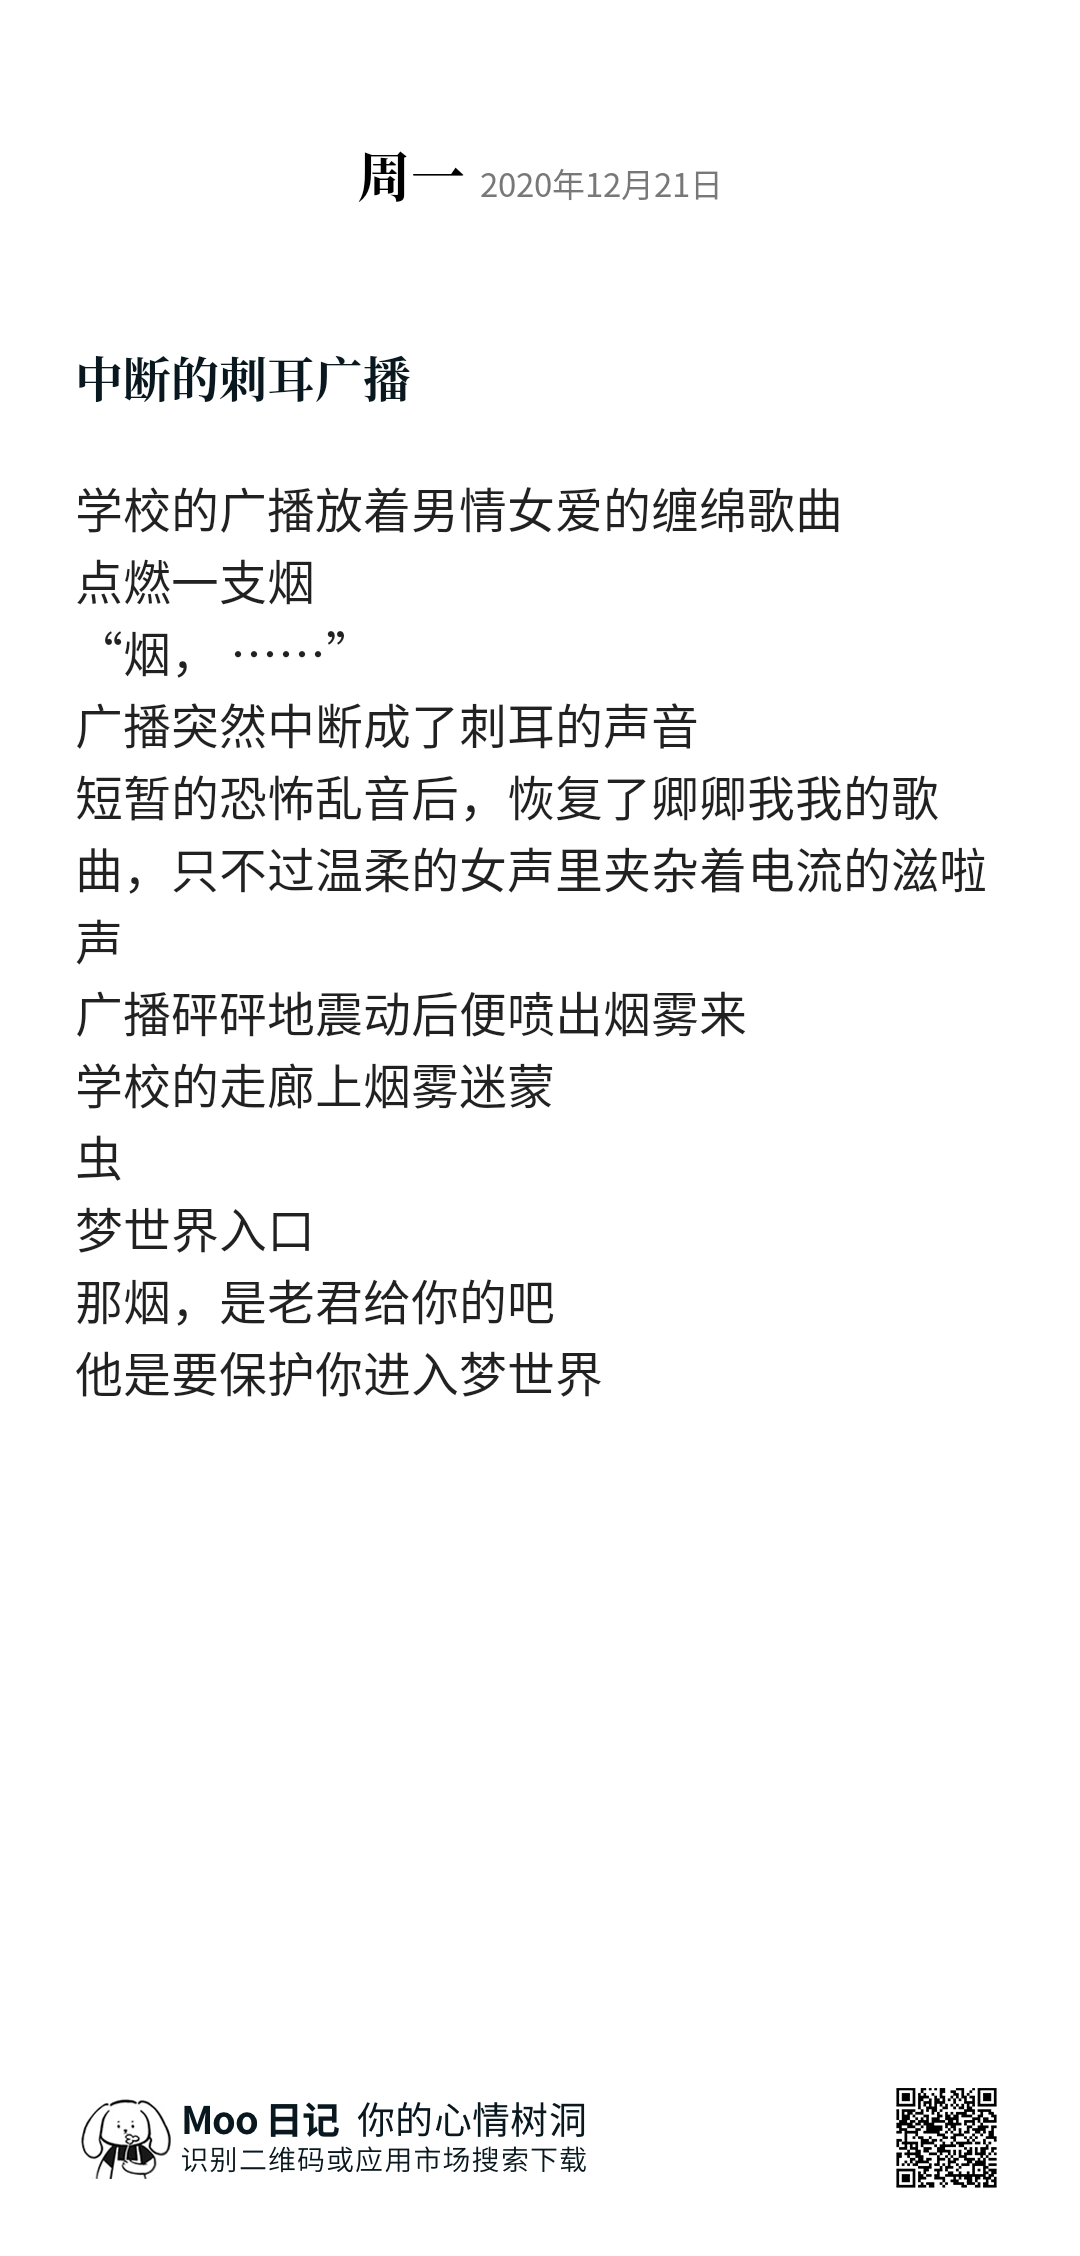 周一 2020年12月21日
中断的刺耳广播
学校的广播放着男情女爱的缠绵歌曲
点燃一支烟
“烟， ……”
广播突然中断成了刺耳的声音
短暂的恐怖乱音后，恢复了卿卿我我的歌
曲，只不过温柔的女声里夹杂着电流的滋啦
声
广播砰砰地震动后便喷出烟雾来
学校的走廊上烟雾迷蒙
虫
梦世界入口
那烟，是老君给你的吧
他是要保护你进入梦世界
Moo 日记 你的心情树洞
识别二维码或应用市场搜索下载